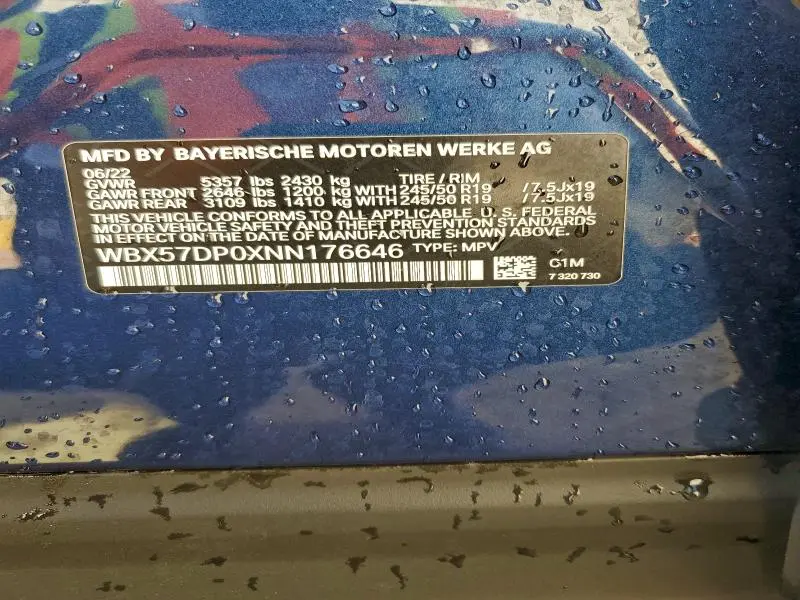 MFD BY BAYERISCHE MOTOREN WERKE AG
06/22
GVWR 5357 lbs 2430 kg TIRE / RIM
GAWR FRONT 2646 lbs 1200 kg WITH 245/50 R19 /7.5Jx19
GAWR REAR 3109 lbs 1410 kg WITH 245/50 R19 /7.5Jx19
THIS VEHICLE CONFORMS TO ALL APPLICABLE U. S. FEDERAL
MOTOR VEHICLE SAFETY AND THEFT PREVENTION STANDARDS
IN EFFECT ON THE DATE OF MANUFACTURE SHOWN ABOVE.
WBX57DP0XNN176646 TYPE: MPV
C1M
7 320 730